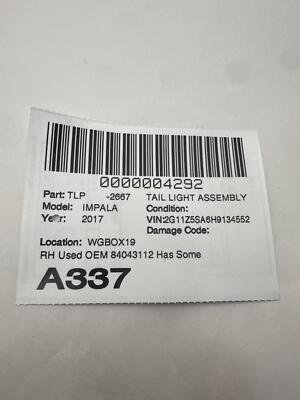 0000004292
Part: TLP -2667 TAIL LIGHT ASSEMBLY
Model: IMPALA Condition:
Year: 2017 VIN:2G11Z5SA6H9134552
Damage Code:
Location: WGBOX19
RH Used OEM 84043112 Has Some
A337